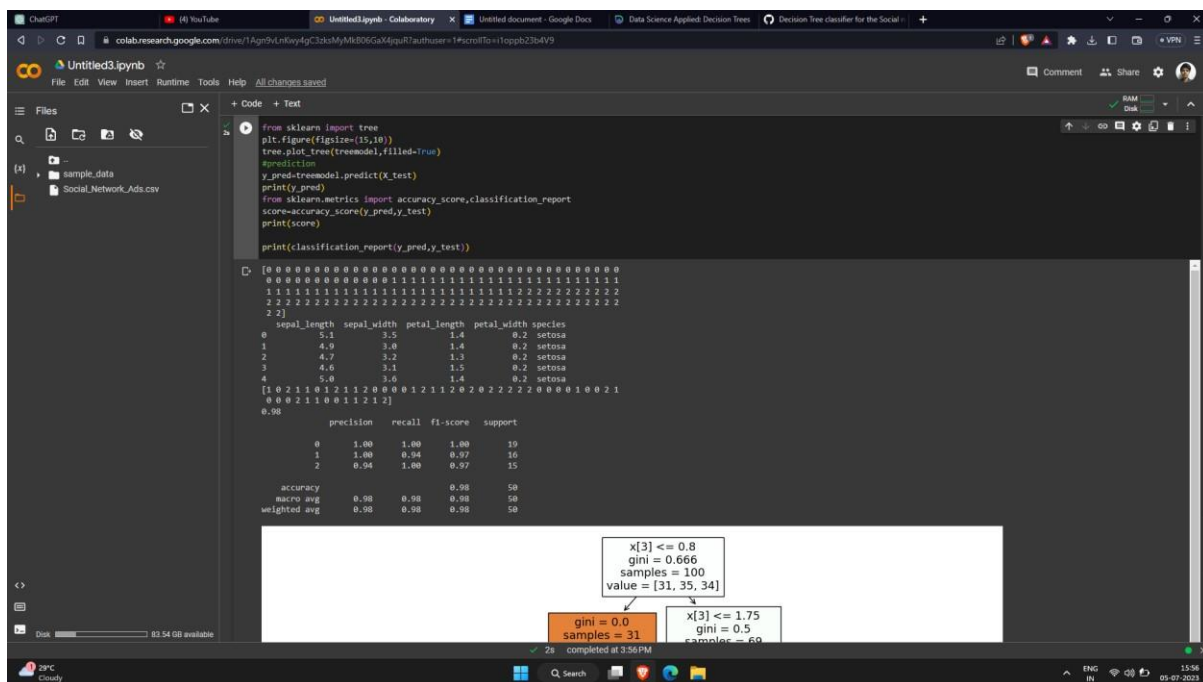 ChatGPT
(4) YouTube
Untitled3.ipynb - Colaboratory
Untitled document - Google Docs
Data Science Applied: Decision Trees
Decision Tree classifier for the Social n
colab.research.google.com/drive/1Agn9vLnKwy4gC3zksMyMkB06GaX4jquR?authuser=1#scrollTo=i1oppb23b4V9
VPN
Untitled3.ipynb
File Edit View Insert Runtime Tools Help All changes saved
Comment Share
Files
+ Code + Text
RAM
Disk
..
sample_data
Social_Network_Ads.csv
{x}
2s
from sklearn import tree
plt.figure(figsize=(15,10))
tree.plot_tree(treemodel,filled=True)
#prediction
y_pred=treemodel.predict(X_test)
print(y_pred)
from sklearn.metrics import accuracy_score,classification_report
score=accuracy_score(y_pred,y_test)
print(score)
print(classification_report(y_pred,y_test))
[0 0 0 0 0 0 0 0 0 0 0 0 0 0 0 0 0 0 0 0 0 0 0 0 0 0 0 0 0 0 0 0 0 0 0 0 0
0 0 0 0 0 0 0 0 0 0 0 0 0 1 1 1 1 1 1 1 1 1 1 1 1 1 1 1 1 1 1 1 1 1 1 1 1
1 1 1 1 1 1 1 1 1 1 1 1 1 1 1 1 1 1 1 1 1 1 1 1 1 1 2 2 2 2 2 2 2 2 2 2 2
2 2 2 2 2 2 2 2 2 2 2 2 2 2 2 2 2 2 2 2 2 2 2 2 2 2 2 2 2 2 2 2 2 2 2 2 2
2 2]
sepal_length sepal_width petal_length petal_width species
0 5.1 3.5 1.4 0.2 setosa
1 4.9 3.0 1.4 0.2 setosa
2 4.7 3.2 1.3 0.2 setosa
3 4.6 3.1 1.5 0.2 setosa
4 5.0 3.6 1.4 0.2 setosa
[1 0 2 1 1 0 1 2 1 1 2 0 0 0 0 1 2 1 1 2 0 2 0 2 2 2 2 2 0 0 0 0 1 0 0 2 1
0 0 0 2 1 1 0 0 1 1 2 1 2]
0.98
precision recall f1-score support
0 1.00 1.00 1.00 19
1 1.00 0.94 0.97 16
2 0.94 1.00 0.97 15
accuracy 0.98 50
macro avg 0.98 0.98 0.98 50
weighted avg 0.98 0.98 0.98 50
x[3] <= 0.8
gini = 0.666
samples = 100
value = [31, 35, 34]
gini = 0.0
samples = 31
x[3] <= 1.75
gini = 0.5
samples = 69
Disk 83.54 GB available
2s completed at 3:56 PM
29°C
Cloudy
Search
ENG
IN
15:56
05-07-2023